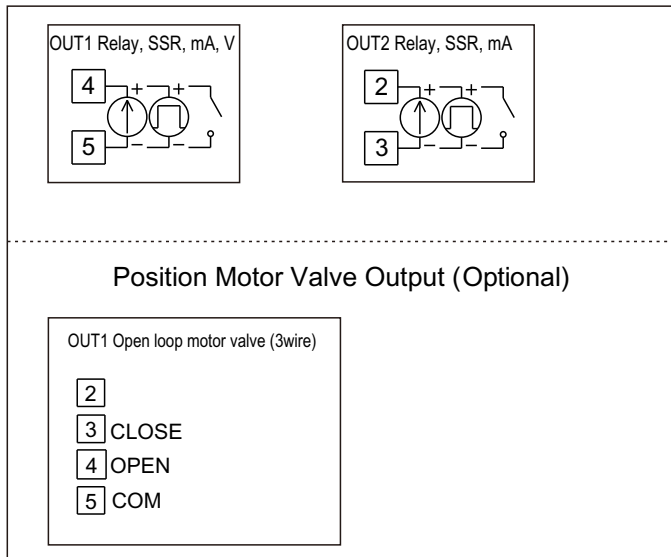 OUT1 Relay, SSR, mA, V
4 + +
5 – –
OUT2 Relay, SSR, mA
2 + +
3 – –
Position Motor Valve Output (Optional)
OUT1 Open loop motor valve (3wire)
2
3 CLOSE
4 OPEN
5 COM